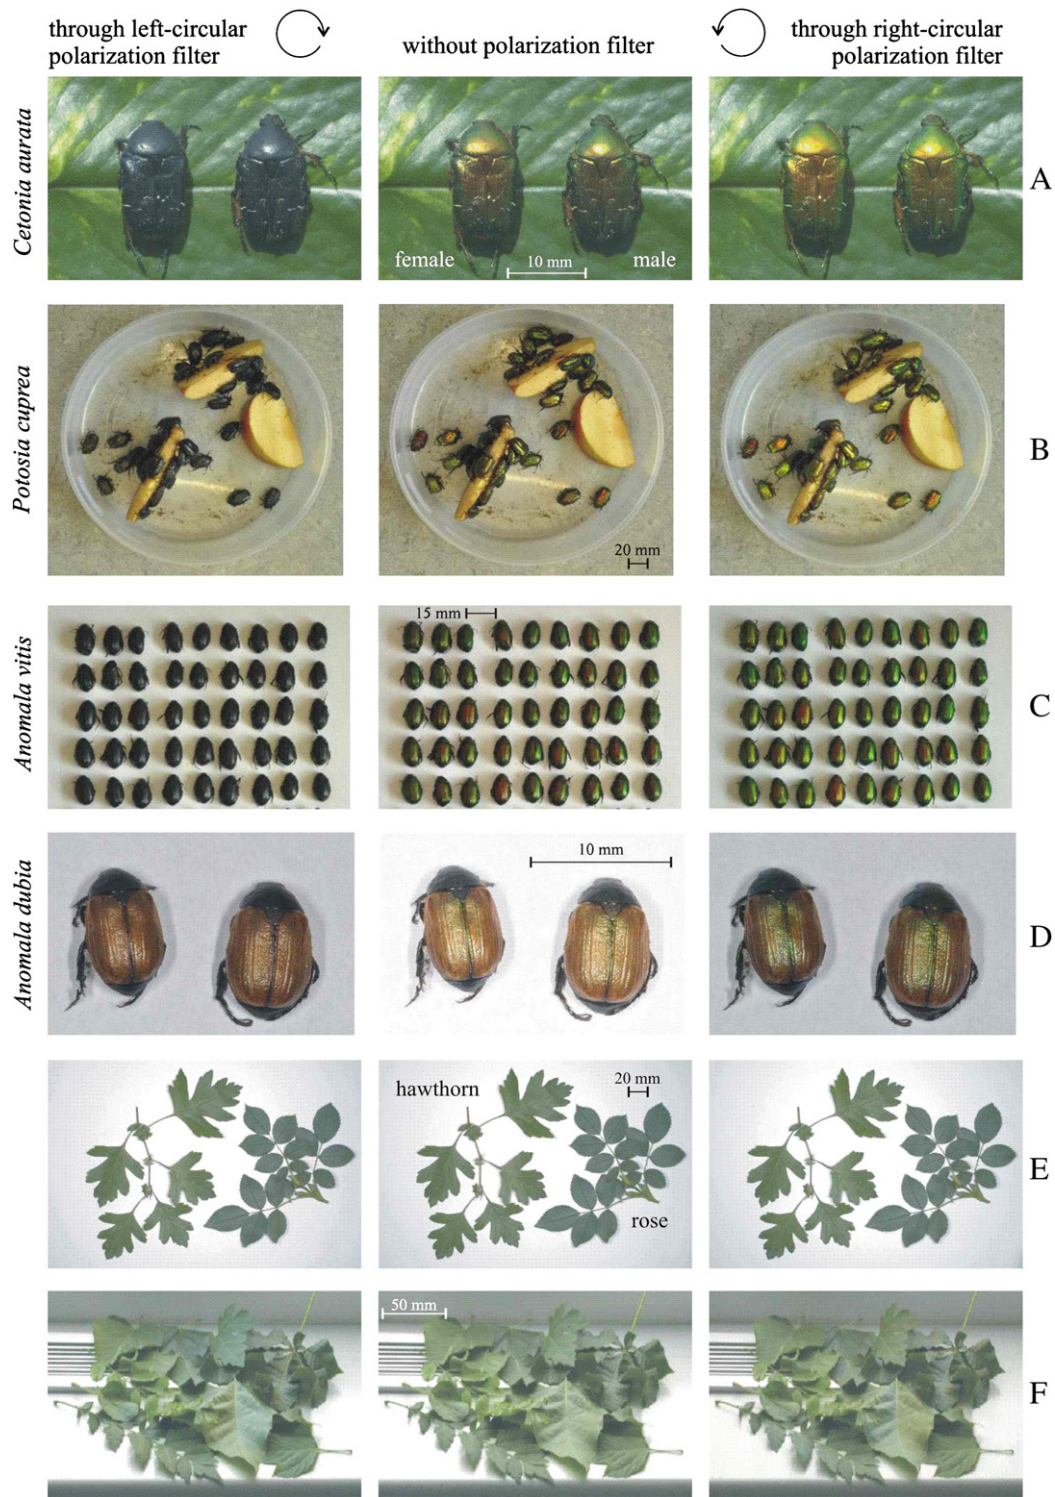 through left-circular
polarization filter
without polarization filter
through right-circular
polarization filter
Cetonia aurata
female
10 mm
male
A
Potosia cuprea
20 mm
B
Anomala vitis
15 mm
C
Anomala dubia
10 mm
D
hawthorn
20 mm
rose
E
50 mm
F